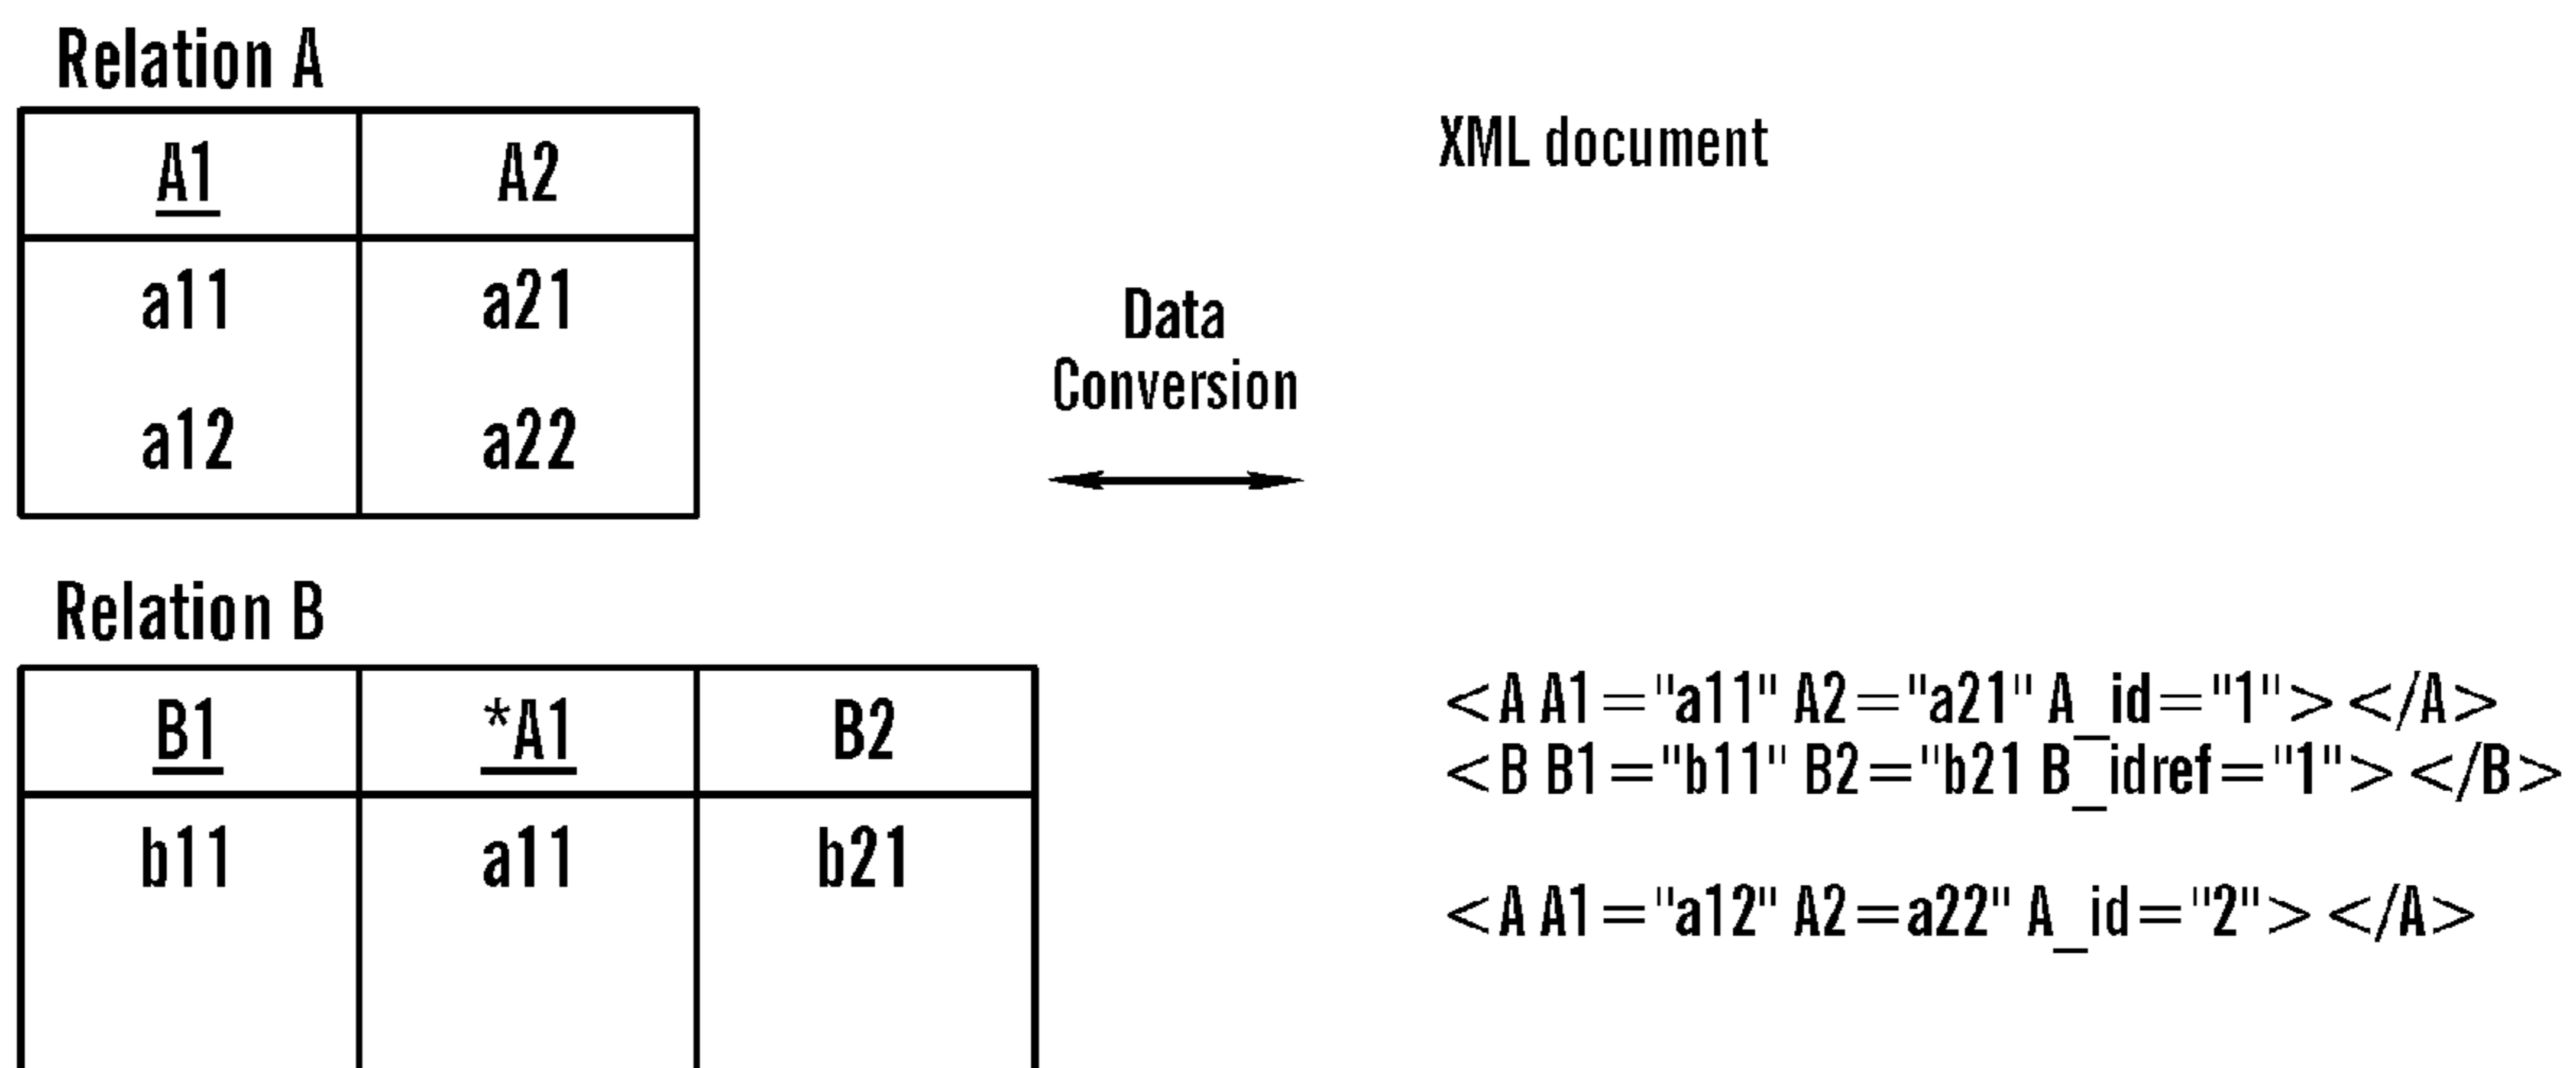 Relation A
A1 A2
a11 a21
a12 a22
XML document
Data
Conversion
Relation B
B1 *A1 B2
b11 a11 b21
<A A1="a11" A2="a21" A_id="1"></A>
<B B1="b11" B2="b21 B_idref="1"></B>
<A A1="a12" A2=a22" A_id="2"></A>